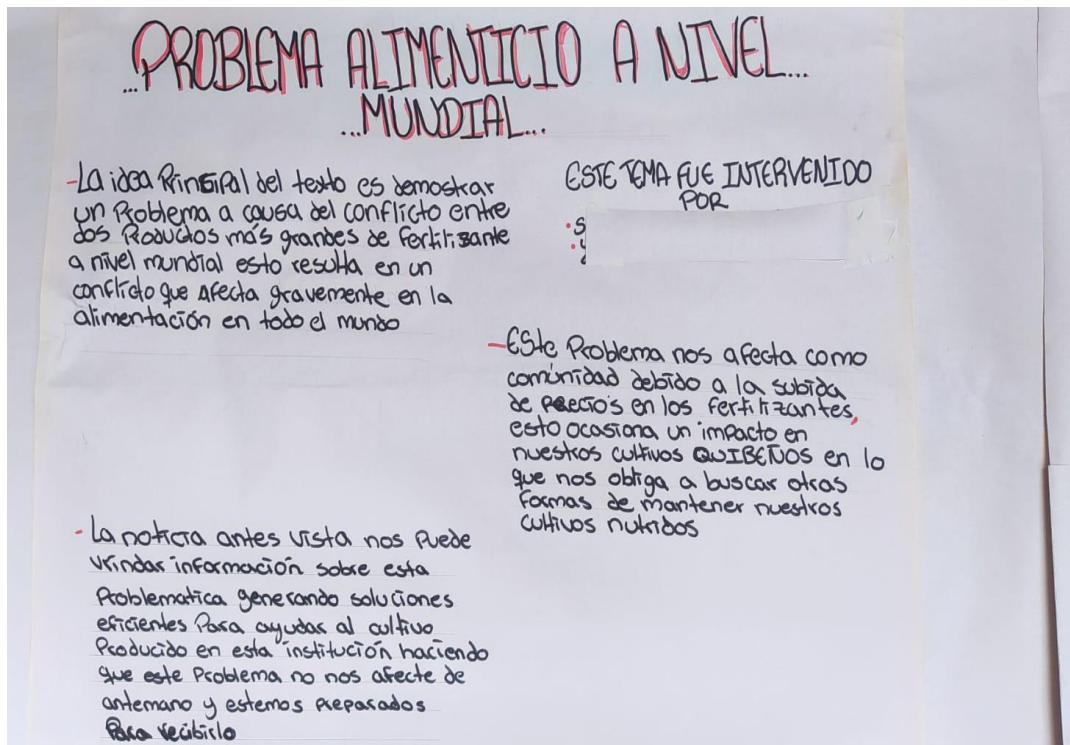 ...PROBLEMA ALIMENTICIO A NIVEL...
...MUNDIAL...
-La idea Prinsipal del texto es demostrar
un Problema a causa del conflicto entre
dos Productos más grandes de fertilisante
a nivel mundial esto resulta en un
conflicto que Afecta gravemente en la
alimentación en todo el mundo
ESTE TEMA FUE INTERVENIDO
POR
-Este Problema nos afecta como
comúnidad debido a la subida
de precios en los fertilizantes,
esto ocasiona un impacto en
nuestros cultivos QUIBEÑOS en lo
que nos obliga a buscar otras
formas de mantener nuestros
cultivos nutridos
- La noticia antes vista nos Puede
vrindar información sobre esta
Problematica generando soluciones
eficientes Para ayudar al cultivo
Producido en esta institución haciendo
que este Problema no nos afecte de
antemano y estemos preparados
Para recibirlo